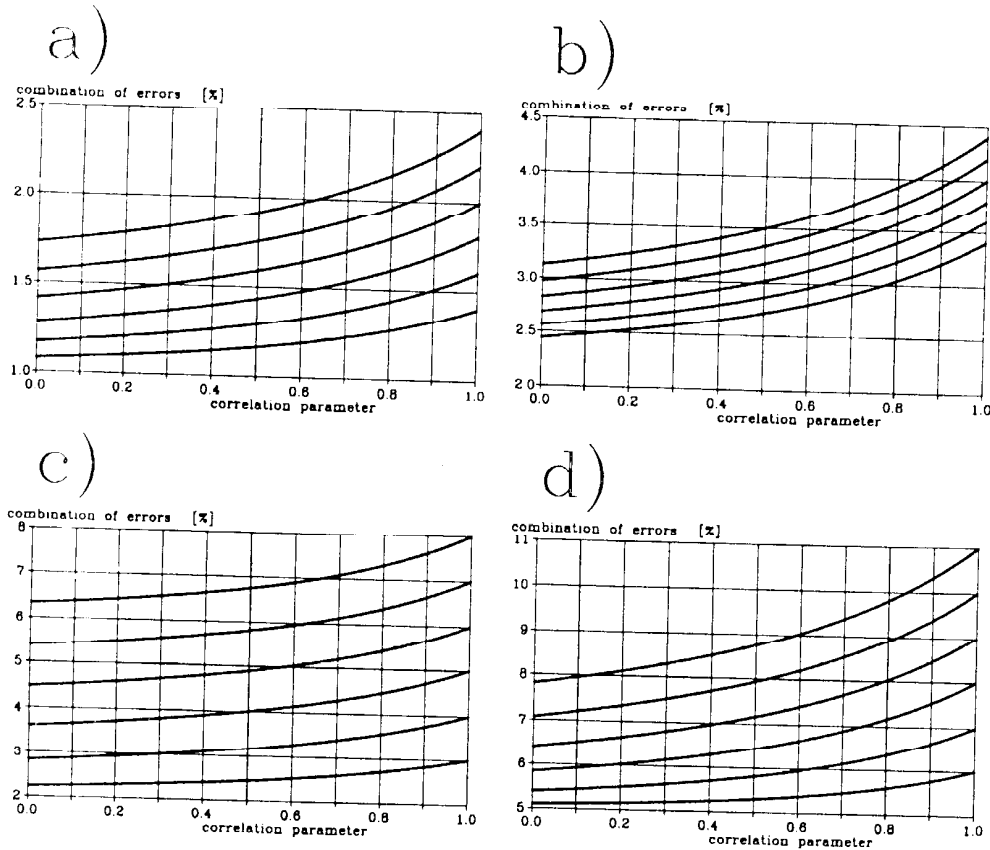 a)
combination of errors [%]
2.5
2.0
1.5
1.0
0.0 0.2 0.4 0.6 0.8 1.0
correlation parameter
b)
combination of errors [%]
4.5
4.0
3.5
3.0
2.5
2.0
0.0 0.2 0.4 0.6 0.8 1.0
correlation parameter
c)
combination of errors [%]
8
7
6
5
4
3
2
0.0 0.2 0.4 0.6 0.8 1.0
correlation parameter
d)
combination of errors [%]
11
10
9
8
7
6
5
0.0 0.2 0.4 0.6 0.8 1.0
correlation parameter